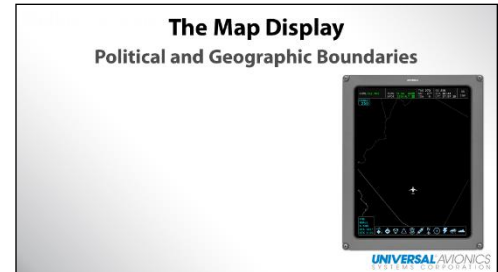 The Map Display
Political and Geographic Boundaries
UNIVERSAL AVIONICS
SYSTEMS CORPORATION